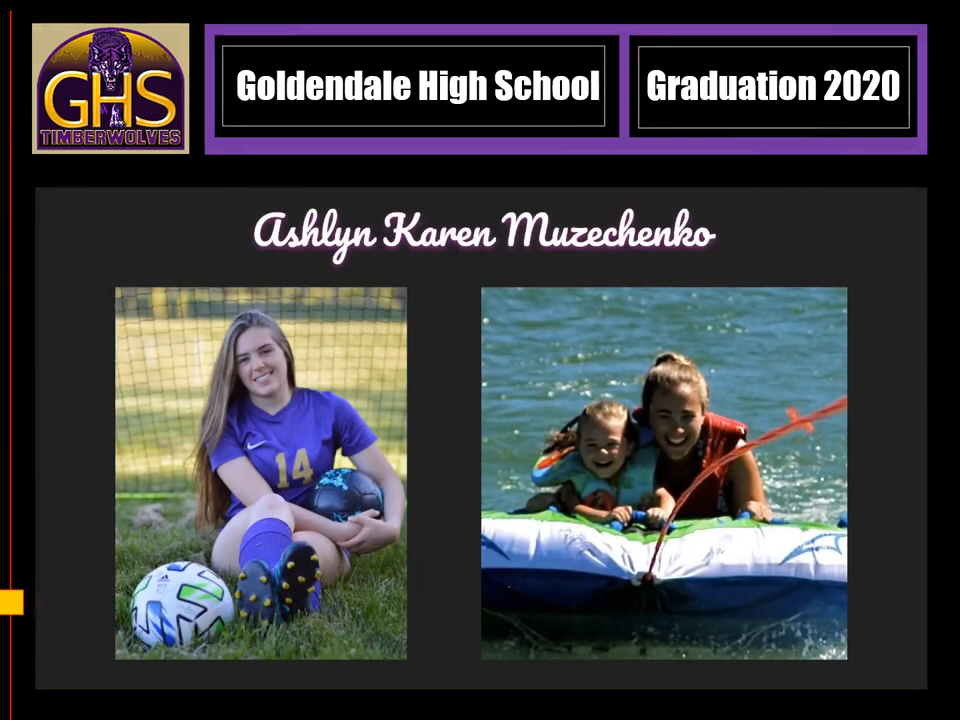 GHS
TIMBERWOLVES
Goldendale High School
Graduation 2020
Ashlyn Karen Muzechenko
14